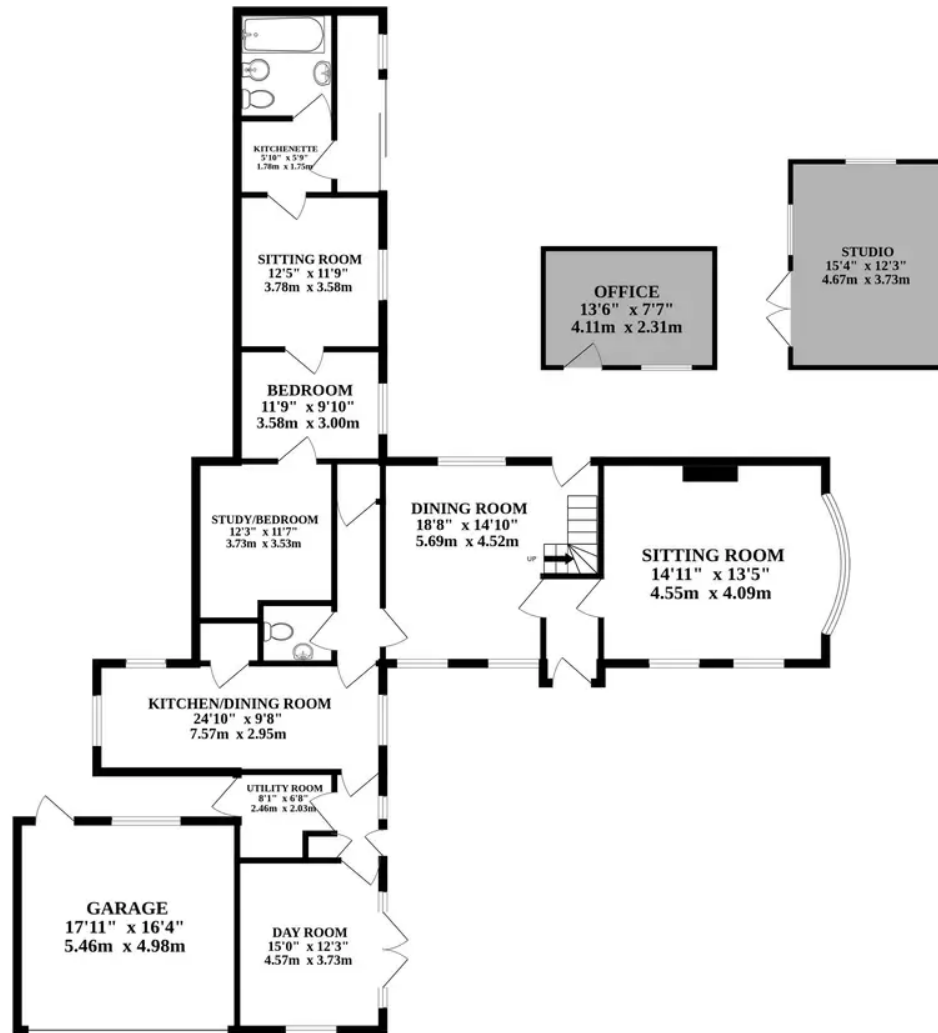 KITCHENETTE
5'10" x 5'9"
1.78m x 1.75m
SITTING ROOM
12'5" x 11'9"
3.78m x 3.58m
STUDIO
15'4" x 12'3"
4.67m x 3.73m
OFFICE
13'6" x 7'7"
4.11m x 2.31m
BEDROOM
11'9" x 9'10"
3.58m x 3.00m
STUDY/BEDROOM
12'3" x 11'7"
3.73m x 3.53m
DINING ROOM
18'8" x 14'10"
5.69m x 4.52m
UP
SITTING ROOM
14'11" x 13'5"
4.55m x 4.09m
KITCHEN/DINING ROOM
24'10" x 9'8"
7.57m x 2.95m
UTILITY ROOM
8'1" x 6'8"
2.46m x 2.03m
GARAGE
17'11" x 16'4"
5.46m x 4.98m
DAY ROOM
15'0" x 12'3"
4.57m x 3.73m